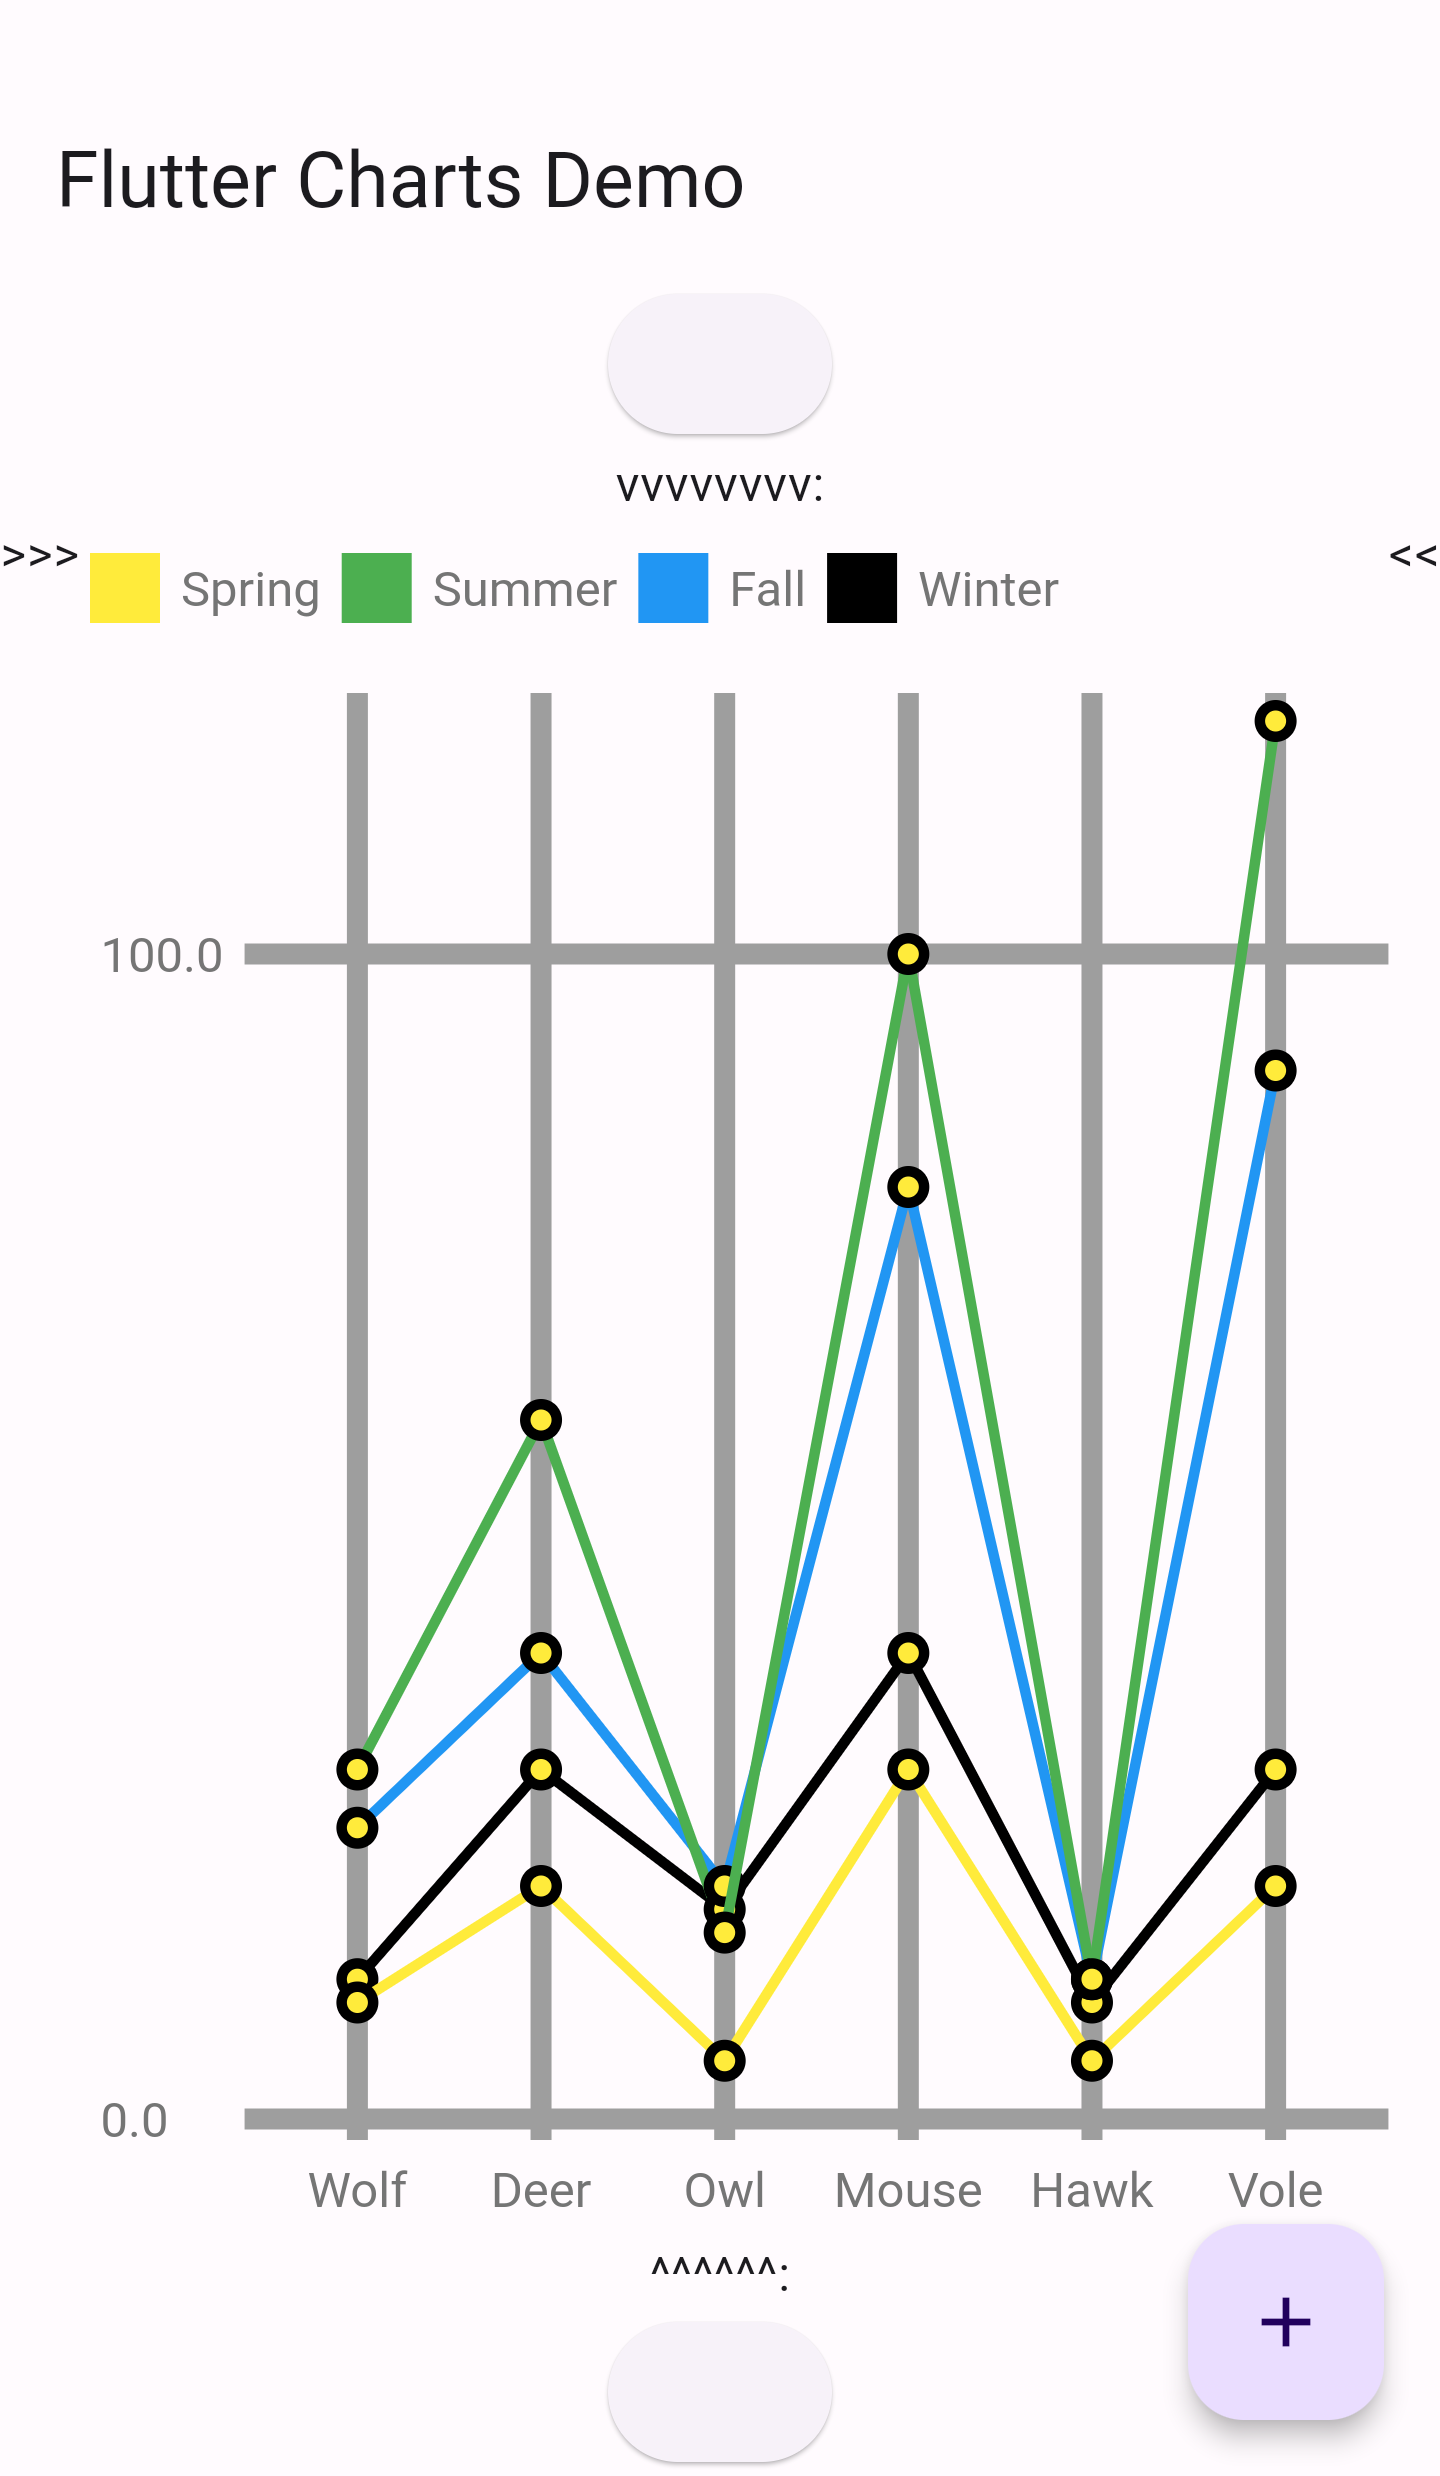 Flutter Charts Demo
vvvvvvvv:
>>> Spring Summer Fall Winter <<
100.0
0.0
Wolf Deer Owl Mouse Hawk Vole
^^^^^^:
+